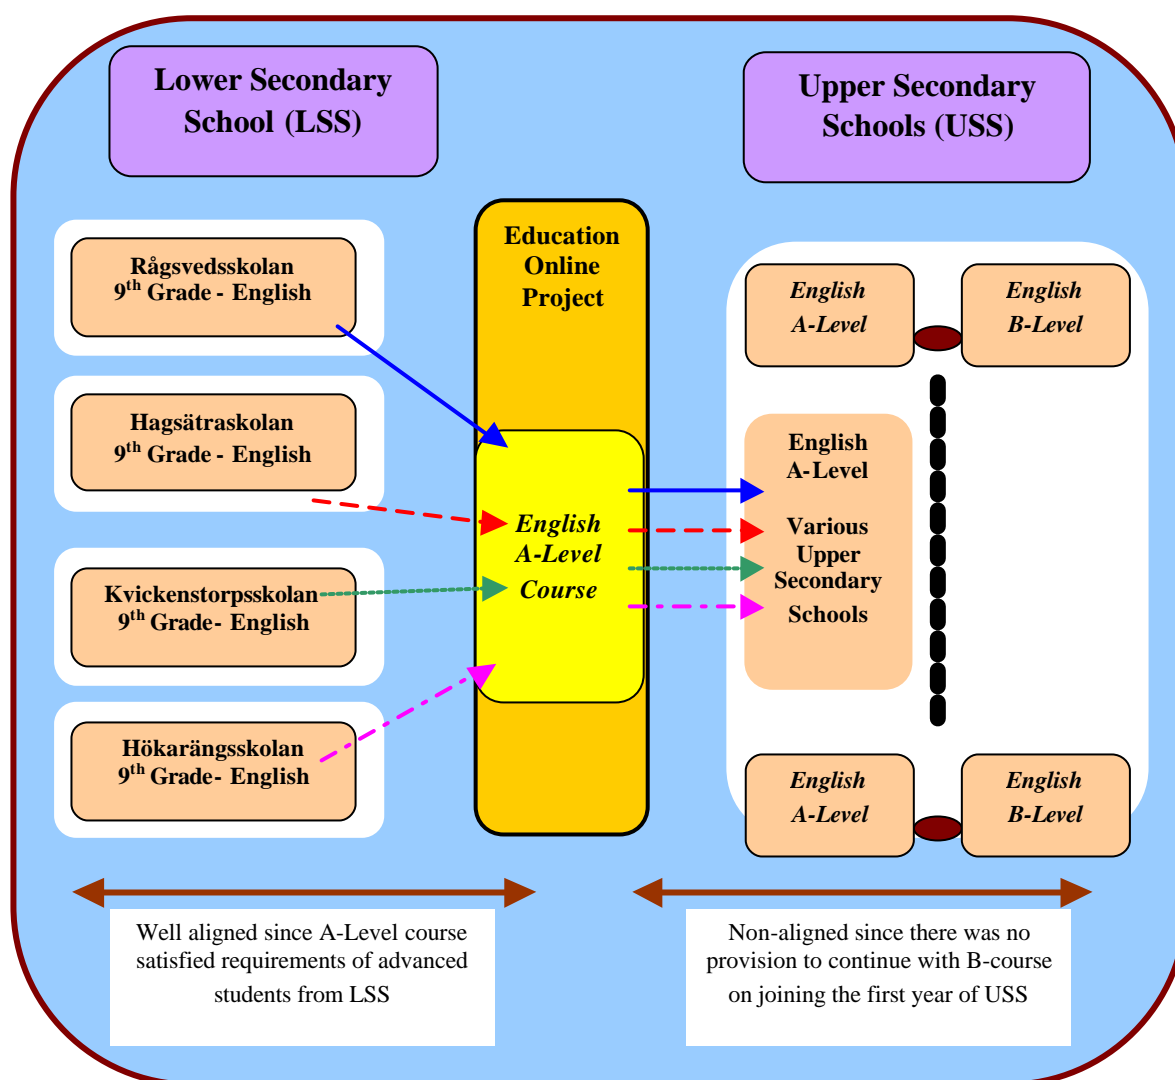 Lower Secondary
School (LSS)
Upper Secondary
Schools (USS)
Rågsvedsskolan
9th Grade - English
Hagsätraskolan
9th Grade - English
Kvickenstorpsskolan
9th Grade- English
Hökarängsskolan
9th Grade- English
Education
Online
Project
English
A-Level
Course
English
A-Level
English
B-Level
English
A-Level
Various
Upper
Secondary
Schools
English
A-Level
English
B-Level
Well aligned since A-Level course
satisfied requirements of advanced
students from LSS
Non-aligned since there was no
provision to continue with B-course
on joining the first year of USS